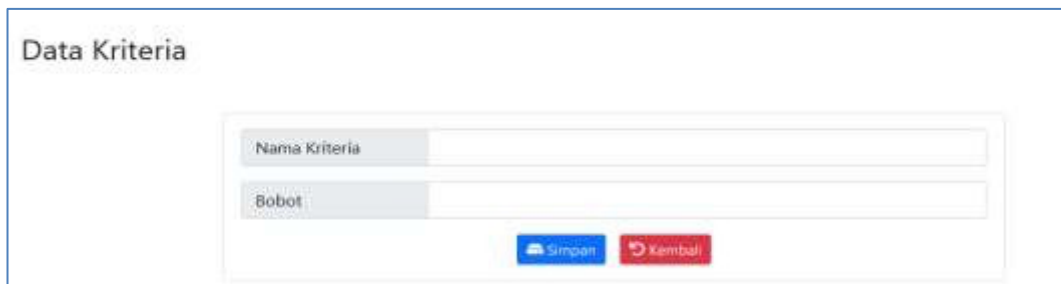 Data Kriteria
Nama Kriteria
Bobot
Simpan Kembali